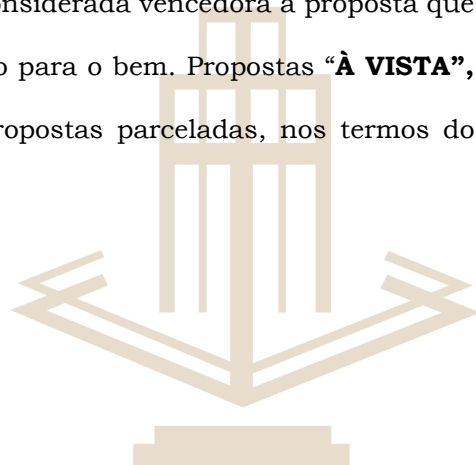 onsiderada vencedora a proposta que
o para o bem. Propostas “À VISTA”,
ropostas parceladas, nos termos do